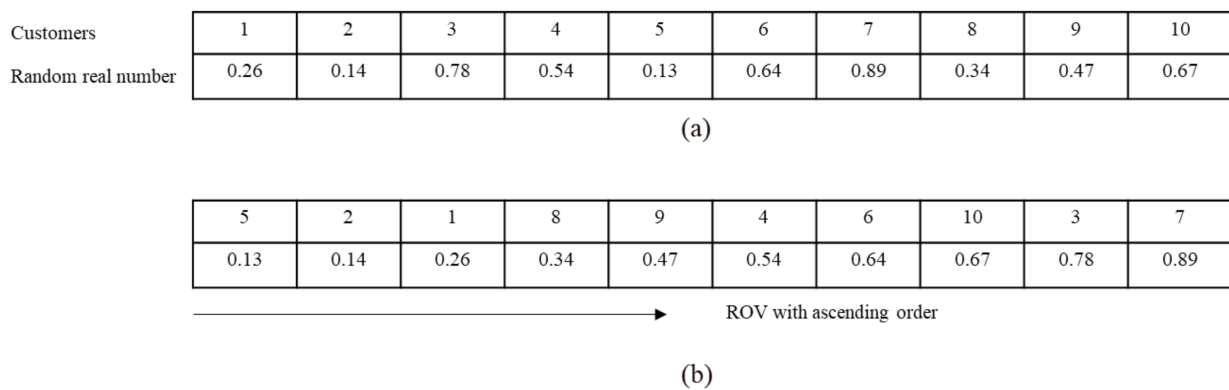 Customers 1 2 3 4 5 6 7 8 9 10
Random real number 0.26 0.14 0.78 0.54 0.13 0.64 0.89 0.34 0.47 0.67
(a)
5 2 1 8 9 4 6 10 3 7
0.13 0.14 0.26 0.34 0.47 0.54 0.64 0.67 0.78 0.89
ROV with ascending order
(b)